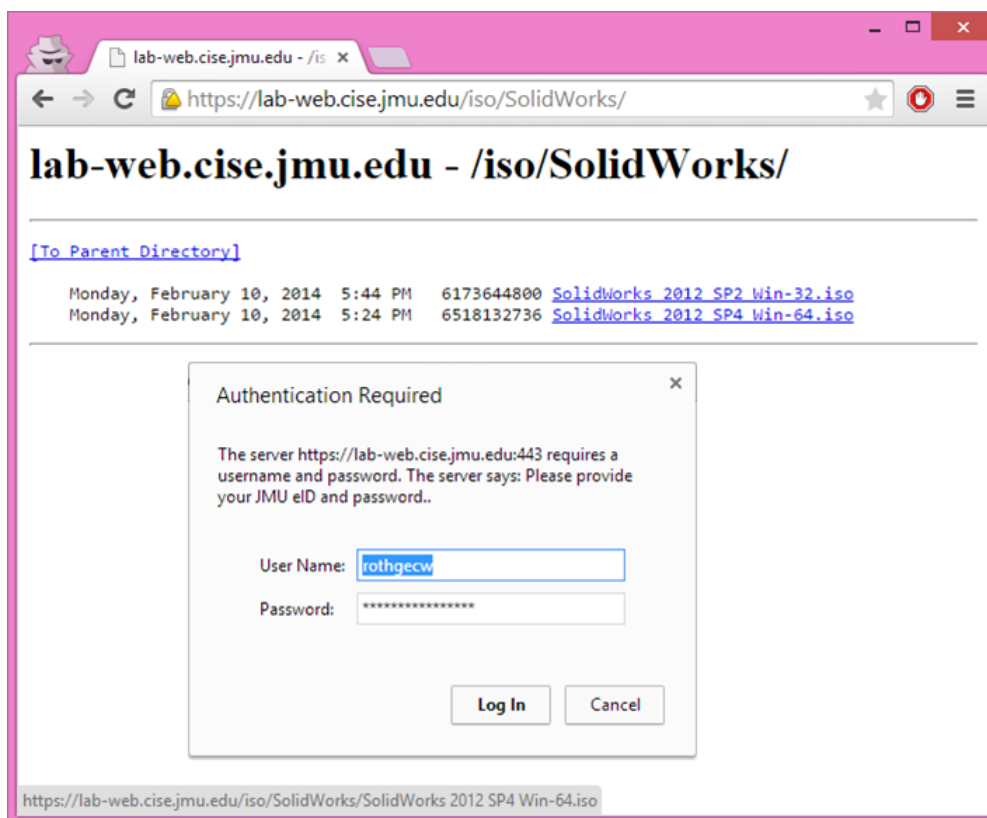 lab-web.cise.jmu.edu - /is
https://lab-web.cise.jmu.edu/iso/SolidWorks/
lab-web.cise.jmu.edu - /iso/SolidWorks/
[To Parent Directory]
Monday, February 10, 2014 5:44 PM 6173644800 SolidWorks 2012 SP2 Win-32.iso
Monday, February 10, 2014 5:24 PM 6518132736 SolidWorks 2012 SP4 Win-64.iso
Authentication Required
The server https://lab-web.cise.jmu.edu:443 requires a
username and password. The server says: Please provide
your JMU eID and password..
User Name: rothgecw
Password: ****************
Log In Cancel
https://lab-web.cise.jmu.edu/iso/SolidWorks/SolidWorks 2012 SP4 Win-64.iso